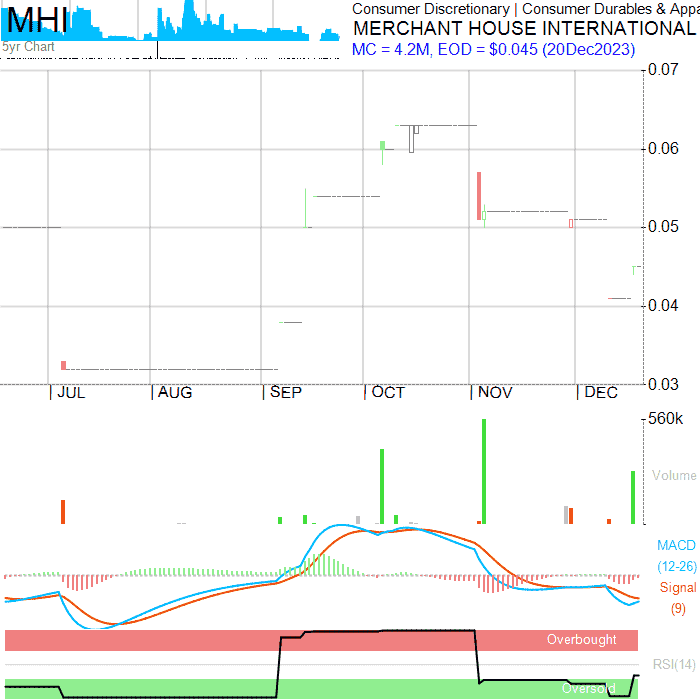 MHI
5yr Chart
Consumer Discretionary | Consumer Durables & Appa
MERCHANT HOUSE INTERNATIONAL
MC = 4.2M, EOD = $0.045 (20Dec2023)
0.07
0.06
0.05
0.04
0.03
JUL AUG SEP OCT NOV DEC
560k
Volume
MACD
(12-26)
Signal
(9)
Overbought
RSI(14)
Oversold